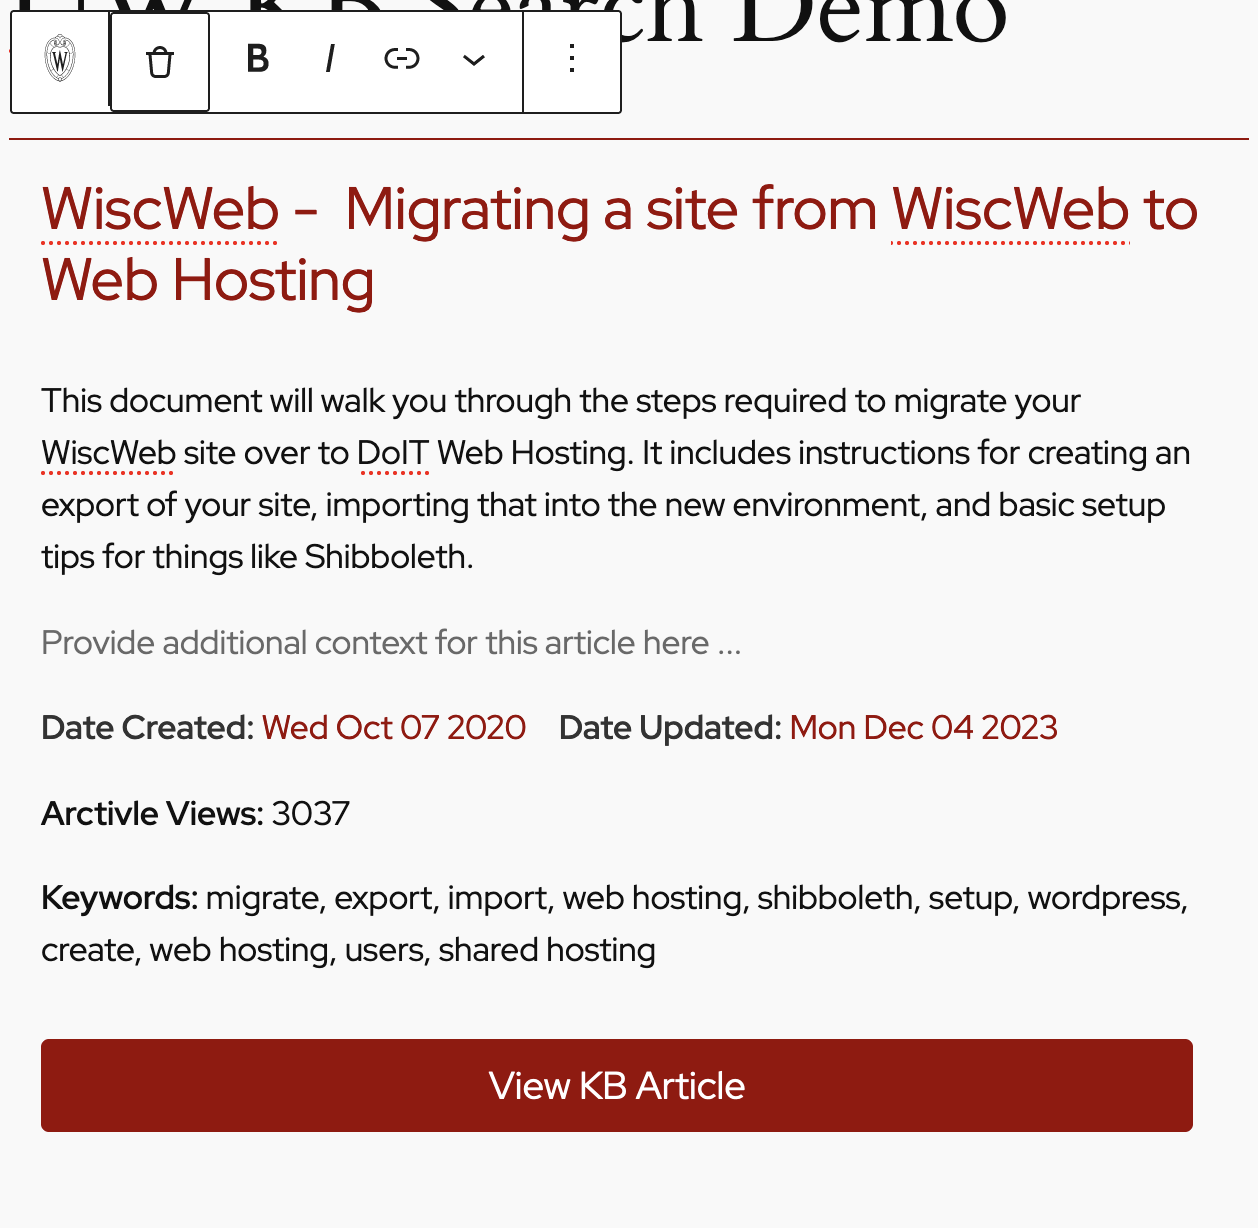 Search Demo
W
B I
WiscWeb -  Migrating a site from WiscWeb to
Web Hosting
This document will walk you through the steps required to migrate your
WiscWeb site over to DoIT Web Hosting. It includes instructions for creating an
export of your site, importing that into the new environment, and basic setup
tips for things like Shibboleth.
Provide additional context for this article here ...
Date Created: Wed Oct 07 2020 Date Updated: Mon Dec 04 2023
Arctivle Views: 3037
Keywords: migrate, export, import, web hosting, shibboleth, setup, wordpress,
create, web hosting, users, shared hosting
View KB Article